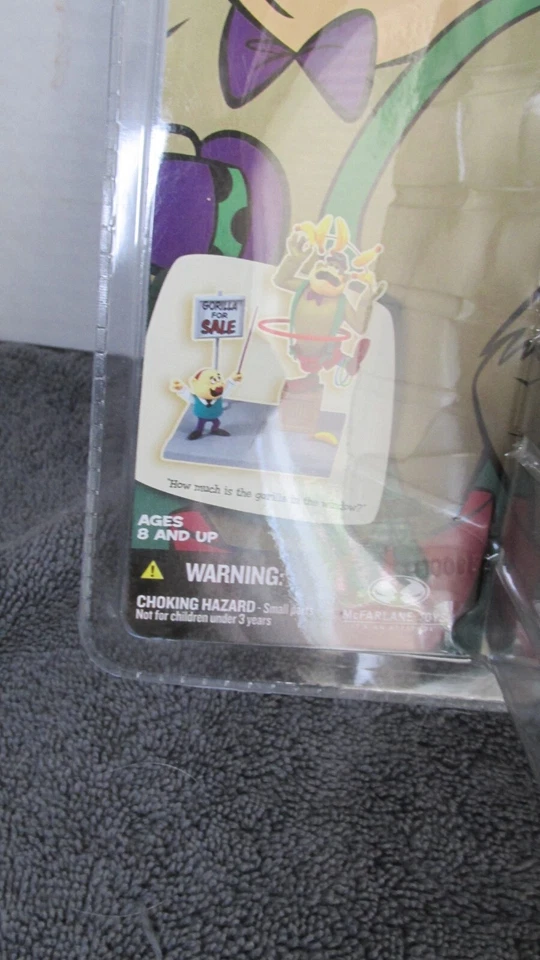 GORILLA
FOR
SALE
"How much is the gorilla in the window?"
AGES
8 AND UP
WARNING:
CHOKING HAZARD - Small parts
Not for children under 3 years
McFARLANE TOYS